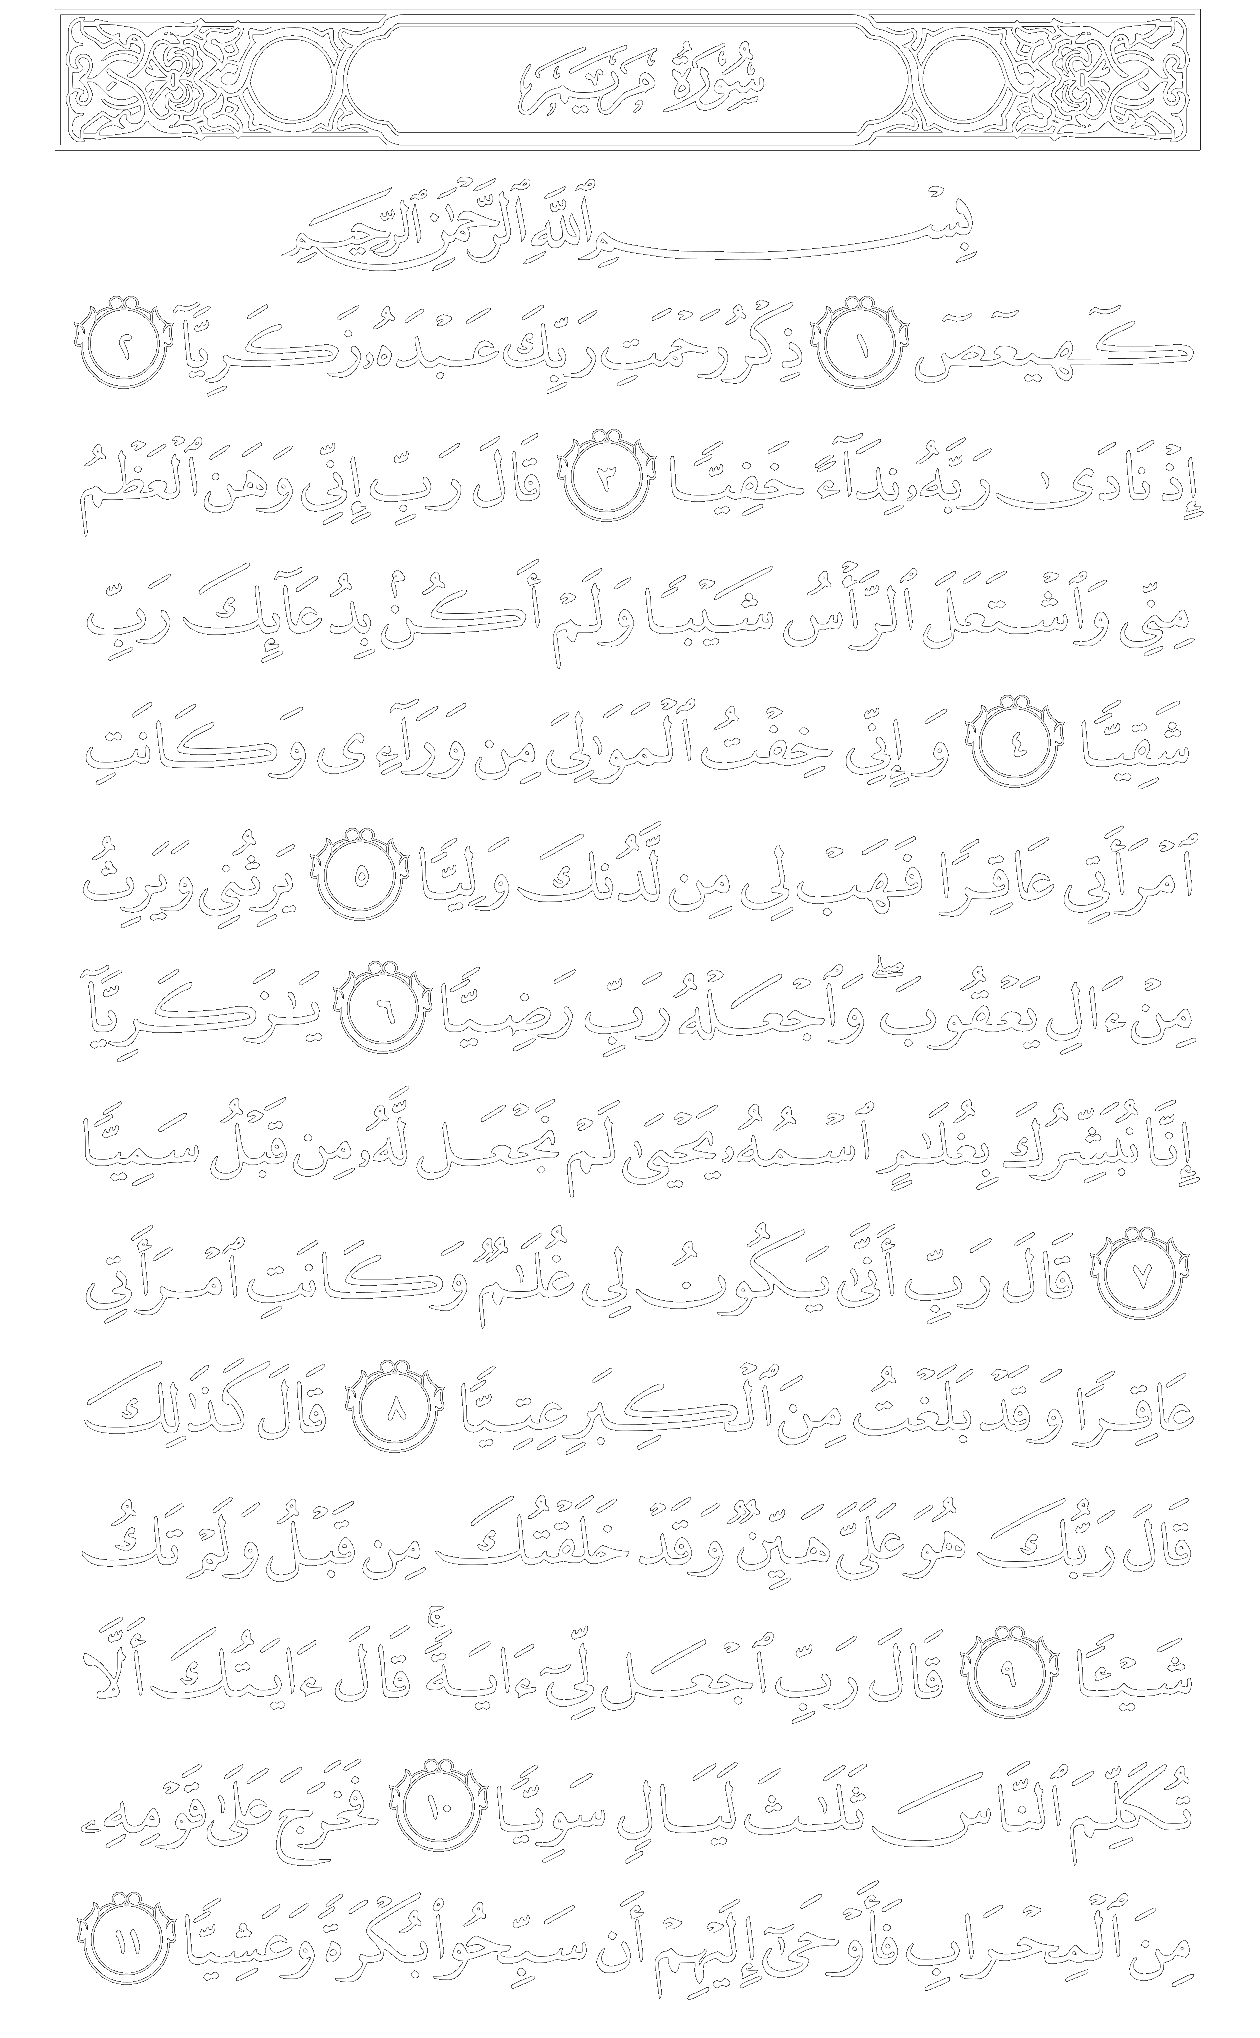 سُورَةُ مَرْيَمَ
بِسْمِ ٱللَّهِ ٱلرَّحْمَٰنِ ٱلرَّحِيمِ
كٓهيعٓصٓ ١ ذِكْرُ رَحْمَتِ رَبِّكَ عَبْدَهُۥ زَكَرِيَّآ ٢
إِذْ نَادَىٰ رَبَّهُۥ نِدَآءً خَفِيًّا ٣ قَالَ رَبِّ إِنِّى وَهَنَ ٱلْعَظْمُ
مِنِّى وَٱشْتَعَلَ ٱلرَّأْسُ شَيْبًا وَلَمْ أَكُنۢ بِدُعَآئِكَ رَبِّ
شَقِيًّا ٤ وَإِنِّى خِفْتُ ٱلْمَوَٰلِىَ مِن وَرَآءِى وَكَانَتِ
ٱمْرَأَتِى عَاقِرًا فَهَبْ لِى مِن لَّدُنكَ وَلِيًّا ٥ يَرِثُنِى وَيَرِثُ
مِنْ ءَالِ يَعْقُوبَ ۖ وَٱجْعَلْهُ رَبِّ رَضِيًّا ٦ يَٰزَكَرِيَّآ
إِنَّا نُبَشِّرُكَ بِغُلَٰمٍ ٱسْمُهُۥ يَحْيَىٰ لَمْ نَجْعَل لَّهُۥ مِن قَبْلُ سَمِيًّا
٧ قَالَ رَبِّ أَنَّىٰ يَكُونُ لِى غُلَٰمٌ وَكَانَتِ ٱمْرَأَتِى
عَاقِرًا وَقَدْ بَلَغْتُ مِنَ ٱلْكِبَرِ عِتِيًّا ٨ قَالَ كَذَٰلِكَ
قَالَ رَبُّكَ هُوَ عَلَىَّ هَيِّنٌ وَقَدْ خَلَقْتُكَ مِن قَبْلُ وَلَمْ تَكُ
شَيْـًٔا ٩ قَالَ رَبِّ ٱجْعَل لِّىٓ ءَايَةً ۚ قَالَ ءَايَتُكَ أَلَّا
تُكَلِّمَ ٱلنَّاسَ ثَلَٰثَ لَيَالٍ سَوِيًّا ١٠ فَخَرَجَ عَلَىٰ قَوْمِهِۦ
مِنَ ٱلْمِحْرَابِ فَأَوْحَىٰٓ إِلَيْهِمْ أَن سَبِّحُوا۟ بُكْرَةً وَعَشِيًّا ١١